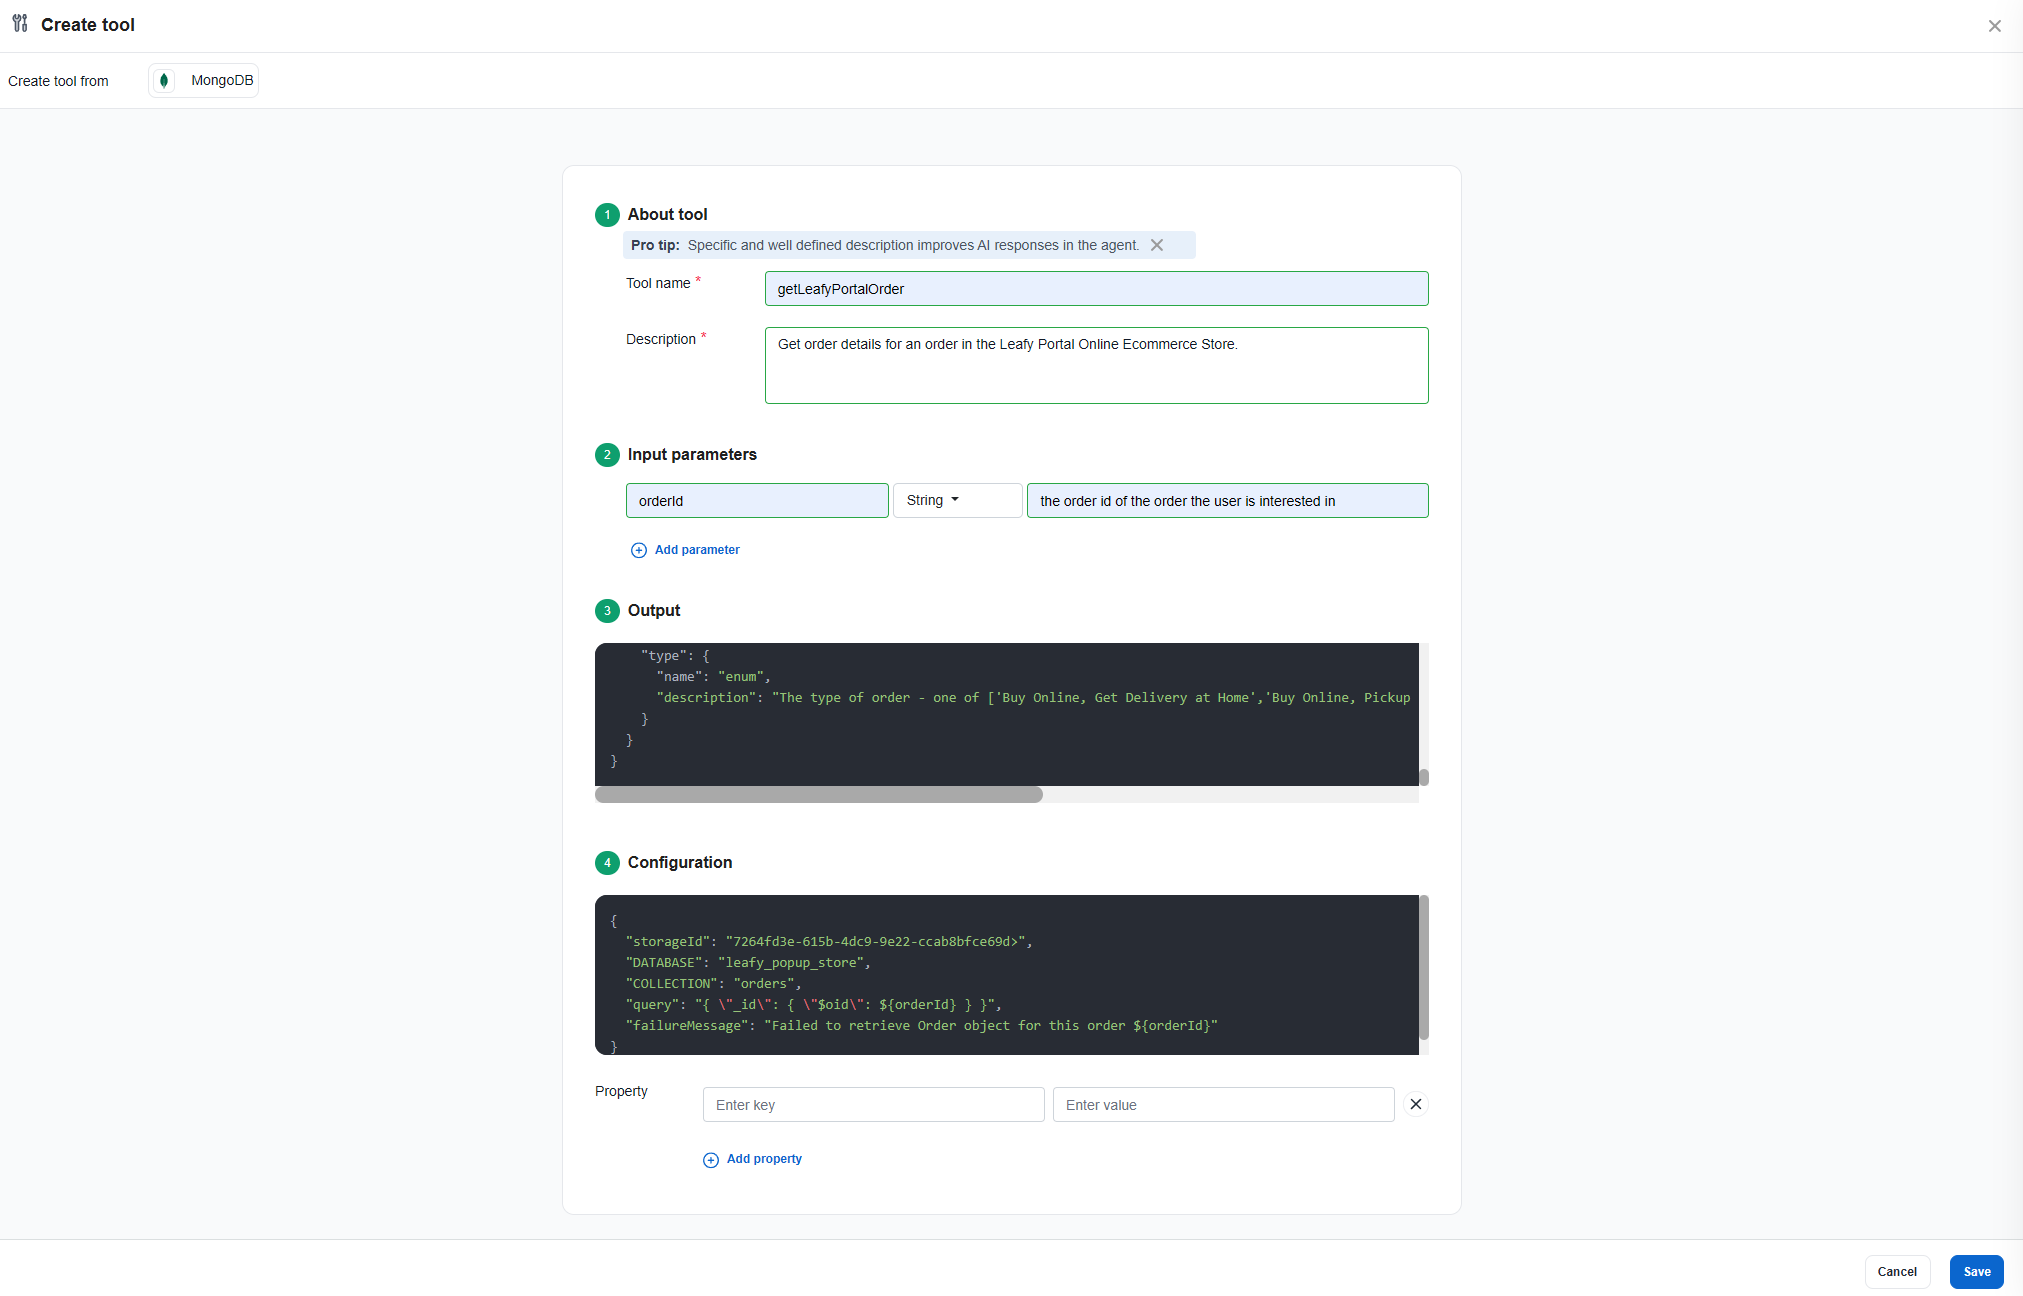 Create tool
Create tool from MongoDB
1 About tool
Pro tip: Specific and well defined description improves AI responses in the agent.
Tool name * getLeafyPortalOrder
Description * Get order details for an order in the Leafy Portal Online Ecommerce Store.
2 Input parameters
orderId String the order id of the order the user is interested in
Add parameter
3 Output
"type": {
"name": "enum",
"description": "The type of order - one of ['Buy Online, Get Delivery at Home','Buy Online, Pickup
}
}
}
4 Configuration
{
"storageId": "7264fd3e-615b-4dc9-9e22-ccab8bfce69d>",
"DATABASE": "leafy_popup_store",
"COLLECTION": "orders",
"query": "{ \"_id\": { \"$oid\": ${orderId} } }",
"failureMessage": "Failed to retrieve Order object for this order ${orderId}"
}
Property Enter key Enter value
Add property
Cancel Save